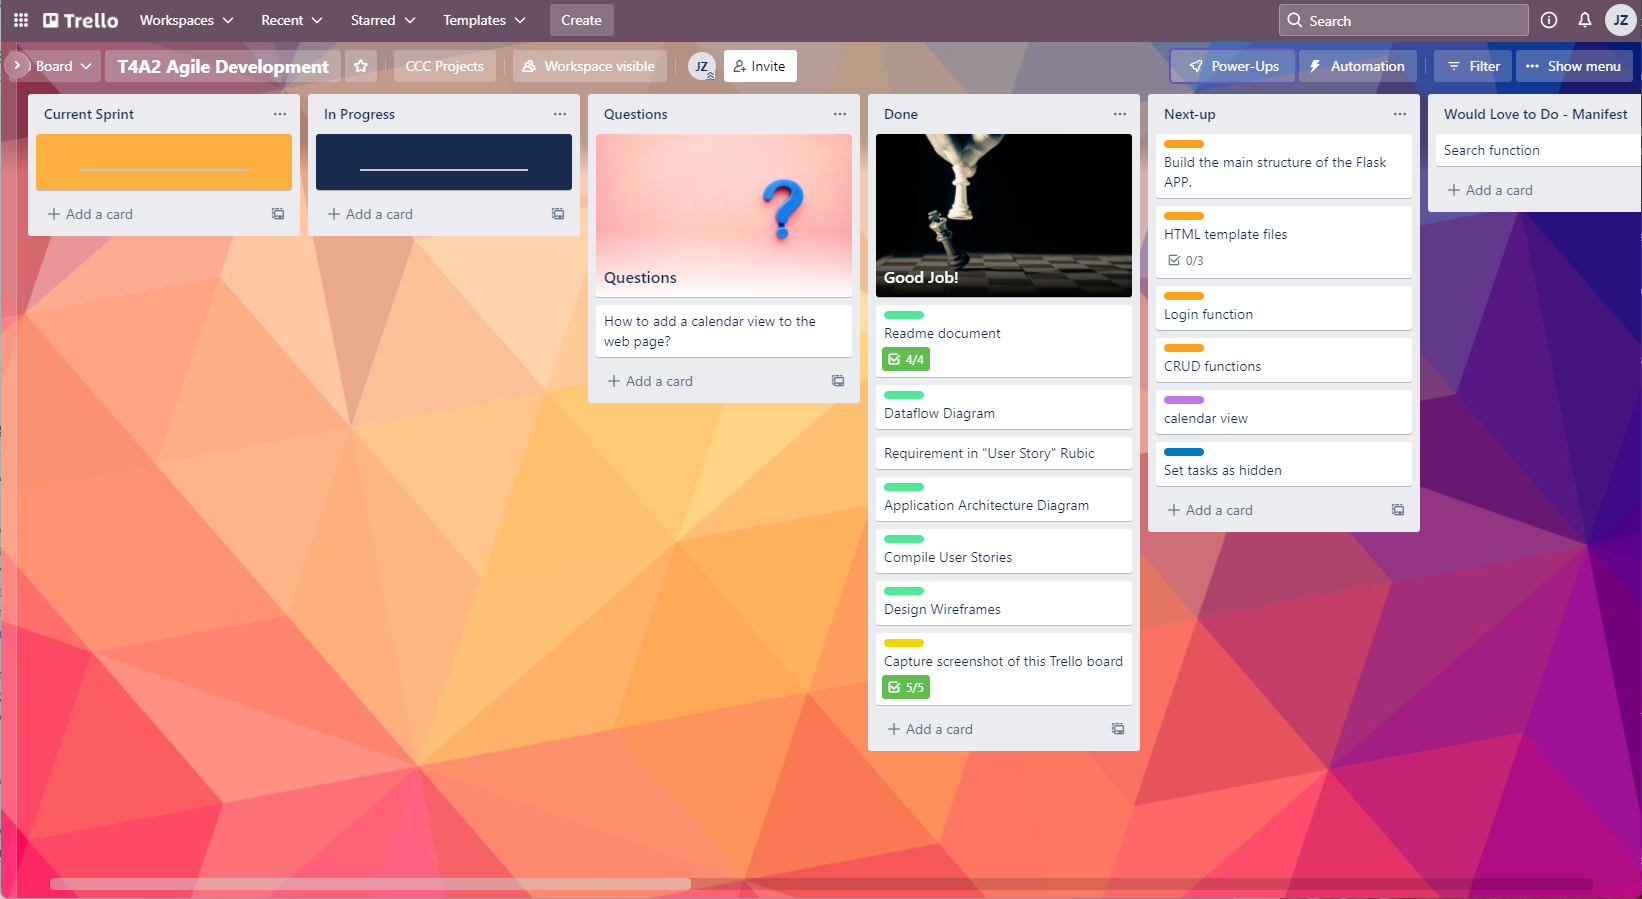 Trello
Workspaces
Recent
Starred
Templates
Create
Search
JZ
Board
T4A2 Agile Development
CCC Projects
Workspace visible
JZ
Invite
Power-Ups
Automation
Filter
Show menu
Current Sprint
Add a card
In Progress
Add a card
Questions
Questions
How to add a calendar view to the
web page?
Add a card
Done
Good Job!
Readme document
4/4
Dataflow Diagram
Requirement in "User Story" Rubic
Application Architecture Diagram
Compile User Stories
Design Wireframes
Capture screenshot of this Trello board
5/5
Add a card
Next-up
Build the main structure of the Flask
APP.
HTML template files
0/3
Login function
CRUD functions
calendar view
Set tasks as hidden
Add a card
Would Love to Do - Manifest
Search function
Add a card